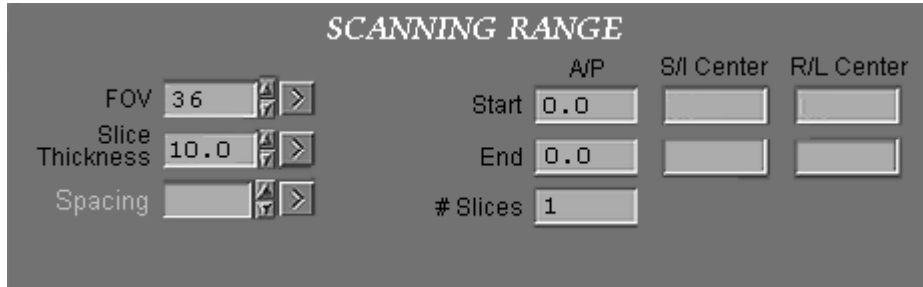 SCANNING RANGE
A/P S/I Center R/L Center
FOV 36 > Start 0.0
Slice
Thickness 10.0 > End 0.0
Spacing > # Slices 1